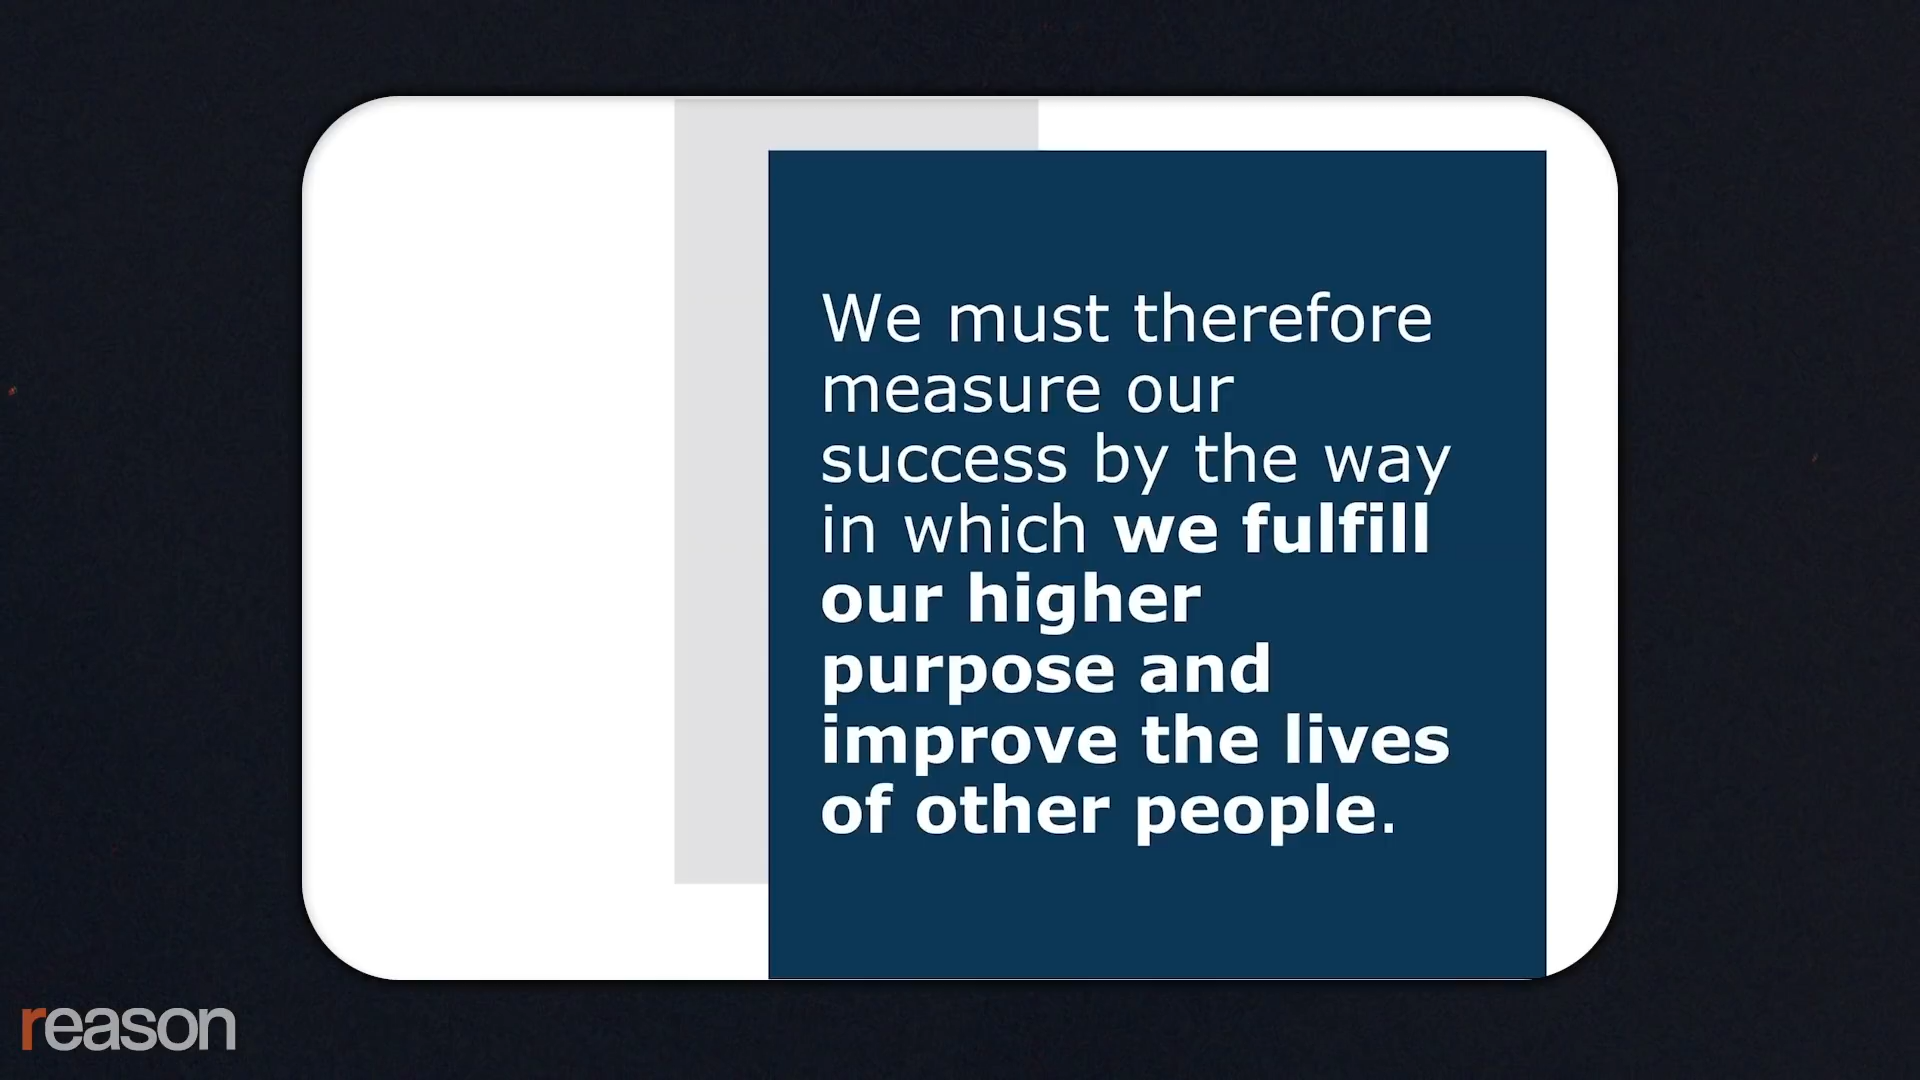 We must therefore
measure our
success by the way
in which we fulfill
our higher
purpose and
improve the lives
of other people.
reason